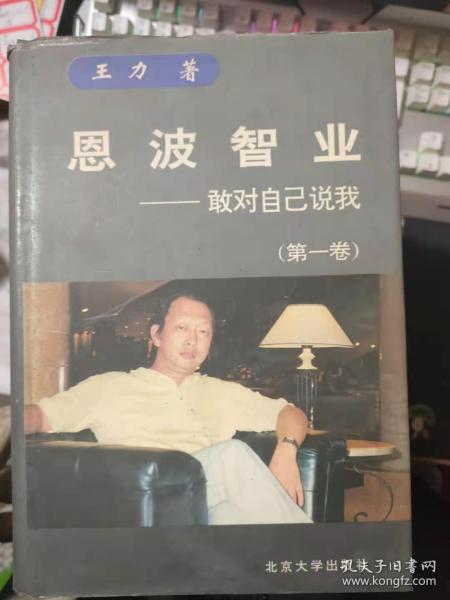 王力 著
恩波智业
——敢对自己说我
(第一卷)
北京大学出版社
孔夫子旧书网
www.kongfz.com